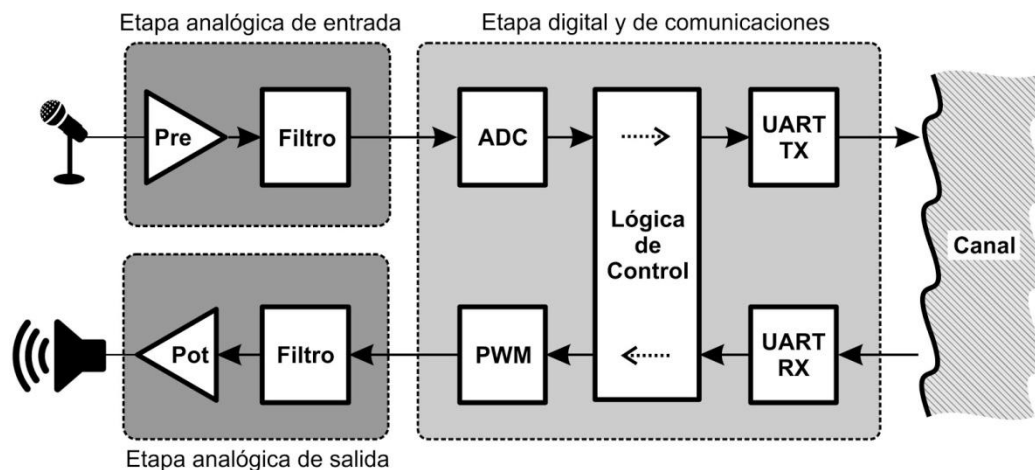 Etapa analógica de entrada
Etapa digital y de comunicaciones
Pre
Filtro
ADC
UART
TX
Lógica
de
Control
Canal
Pot
Filtro
PWM
UART
RX
Etapa analógica de salida